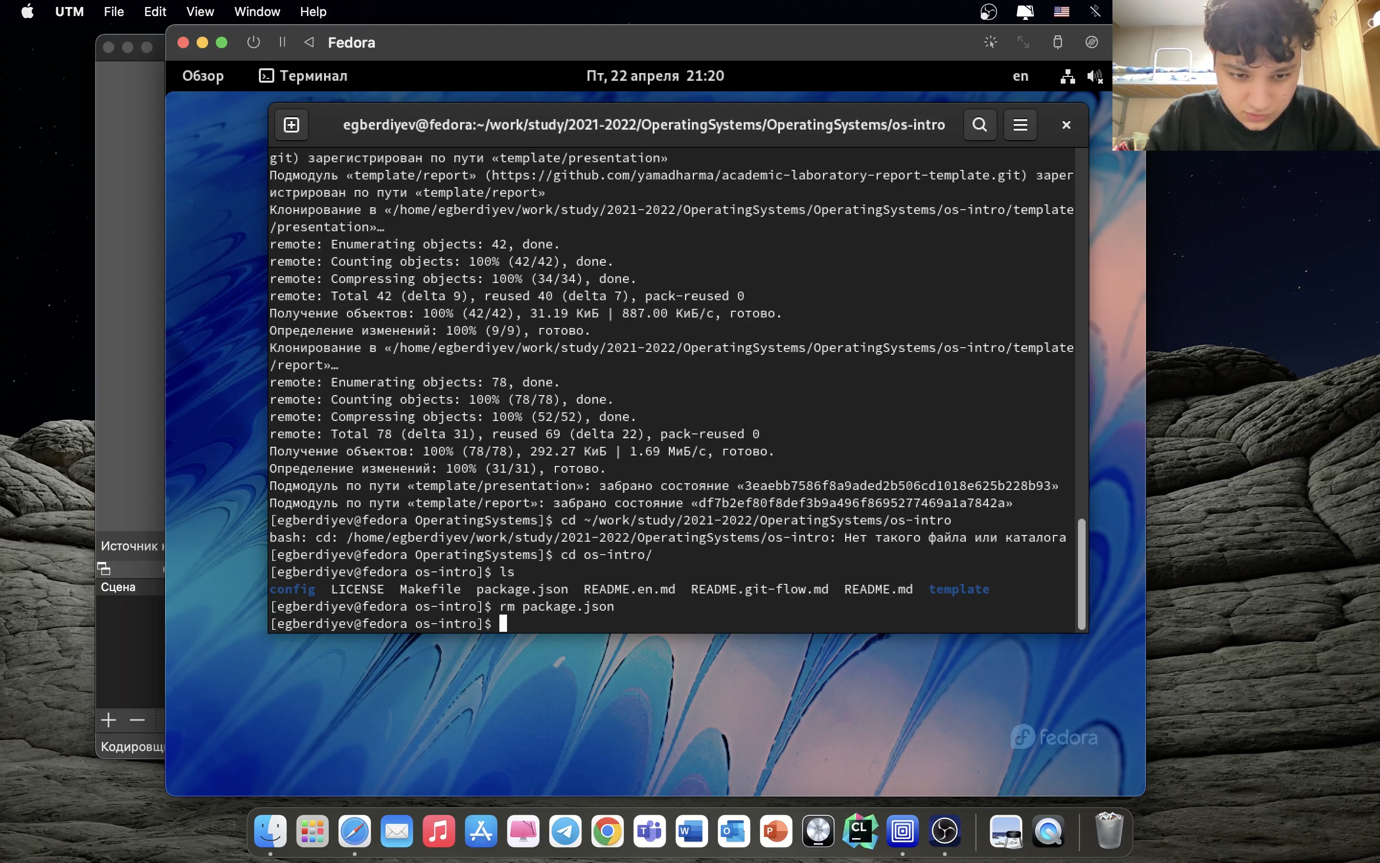 UTM File Edit View Window Help
Fedora
Обзор Терминал Пт, 22 апреля 21:20 en
egberdiyev@fedora:~/work/study/2021-2022/OperatingSystems/OperatingSystems/os-intro
git) зарегистрирован по пути «template/presentation»
Подмодуль «template/report» (https://github.com/yamadharma/academic-laboratory-report-template.git) зарег
истрирован по пути «template/report»
Клонирование в «/home/egberdiyev/work/study/2021-2022/OperatingSystems/OperatingSystems/os-intro/template
/presentation»…
remote: Enumerating objects: 42, done.
remote: Counting objects: 100% (42/42), done.
remote: Compressing objects: 100% (34/34), done.
remote: Total 42 (delta 9), reused 40 (delta 7), pack-reused 0
Получение объектов: 100% (42/42), 31.19 КиБ | 887.00 КиБ/с, готово.
Определение изменений: 100% (9/9), готово.
Клонирование в «/home/egberdiyev/work/study/2021-2022/OperatingSystems/OperatingSystems/os-intro/template
/report»…
remote: Enumerating objects: 78, done.
remote: Counting objects: 100% (78/78), done.
remote: Compressing objects: 100% (52/52), done.
remote: Total 78 (delta 31), reused 69 (delta 22), pack-reused 0
Получение объектов: 100% (78/78), 292.27 КиБ | 1.69 МиБ/с, готово.
Определение изменений: 100% (31/31), готово.
Подмодуль по пути «template/presentation»: забрано состояние «3eaebb7586f8a9aded2b506cd1018e625b228b93»
Подмодуль по пути «template/report»: забрано состояние «df7b2ef80f8def3b9a496f8695277469a1a7842a»
[egberdiyev@fedora OperatingSystems]$ cd ~/work/study/2021-2022/OperatingSystems/os-intro
bash: cd: /home/egberdiyev/work/study/2021-2022/OperatingSystems/os-intro: Нет такого файла или каталога
[egberdiyev@fedora OperatingSystems]$ cd os-intro/
[egberdiyev@fedora os-intro]$ ls
config LICENSE Makefile package.json README.en.md README.git-flow.md README.md template
[egberdiyev@fedora os-intro]$ rm package.json
[egberdiyev@fedora os-intro]$
Источник
Сцена
Кодировщ
fedora
CL